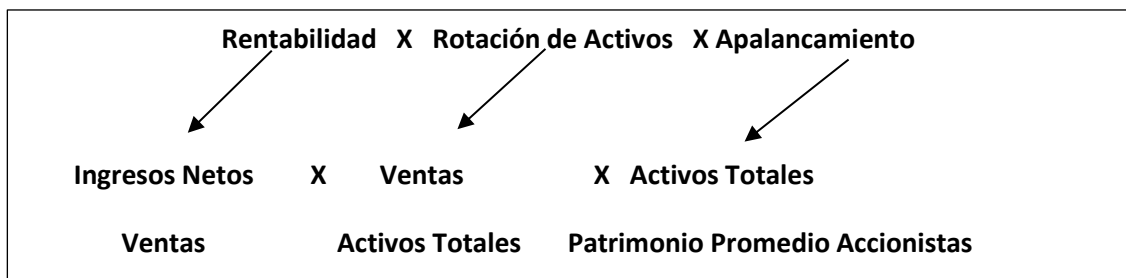 Rentabilidad X Rotación de Activos X Apalancamiento
Ingresos Netos X Ventas X Activos Totales
Ventas Activos Totales Patrimonio Promedio Accionistas